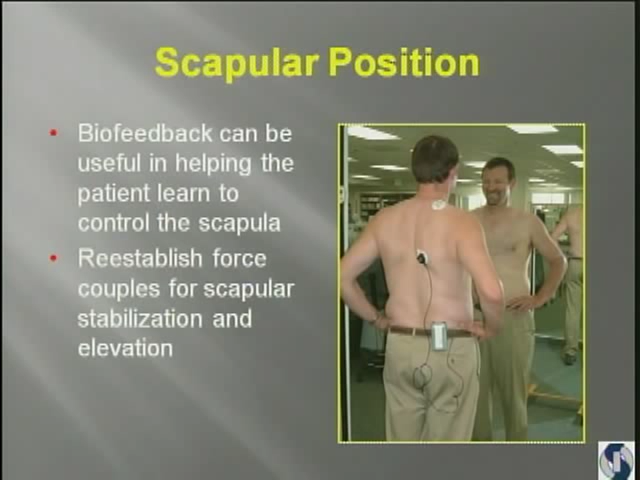 Scapular Position
• Biofeedback can be
useful in helping the
patient learn to
control the scapula
• Reestablish force
couples for scapular
stabilization and
elevation